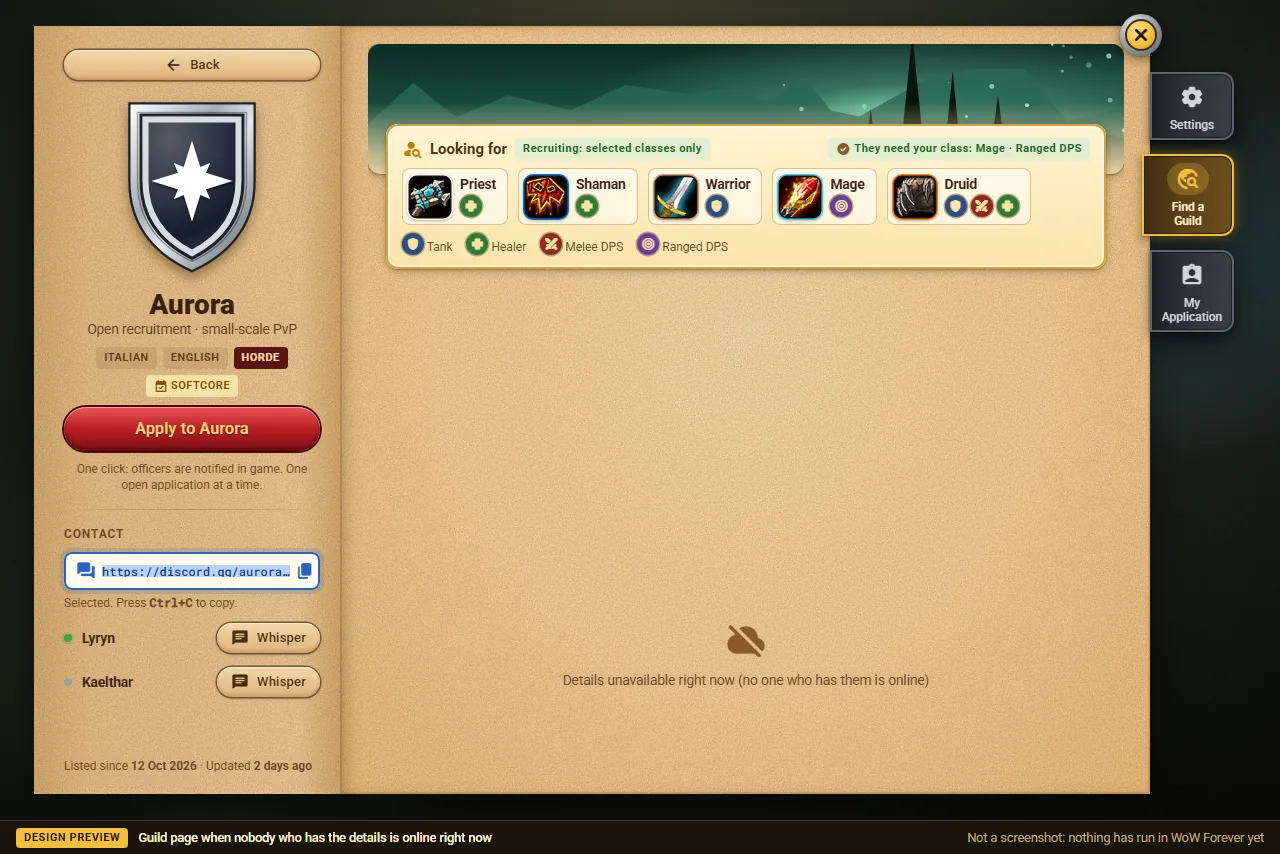 Back
Aurora
Open recruitment · small-scale PvP
ITALIAN ENGLISH HORDE
SOFTCORE
Apply to Aurora
One click: officers are notified in game. One
open application at a time.
CONTACT
https://discord.gg/aurora…
Selected. Press Ctrl+C to copy.
Lyryn Whisper
Kaelthar Whisper
Listed since 12 Oct 2026 · Updated 2 days ago
Looking for Recruiting: selected classes only They need your class: Mage · Ranged DPS
Priest Shaman Warrior Mage Druid
Tank Healer Melee DPS Ranged DPS
Details unavailable right now (no one who has them is online)
Settings
Find a
Guild
My
Application
DESIGN PREVIEW Guild page when nobody who has the details is online right now Not a screenshot: nothing has run in WoW Forever yet